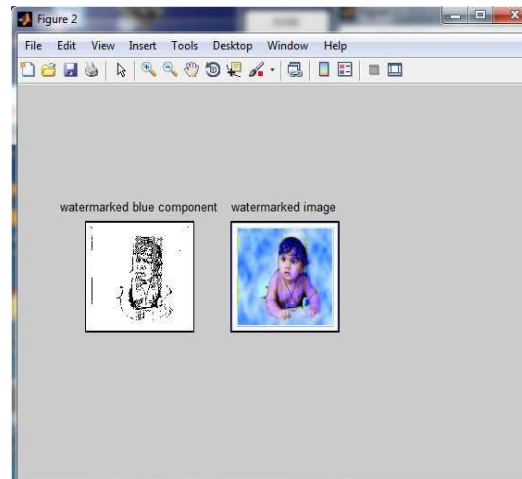 Figure 2
File Edit View Insert Tools Desktop Window Help
watermarked blue component watermarked image